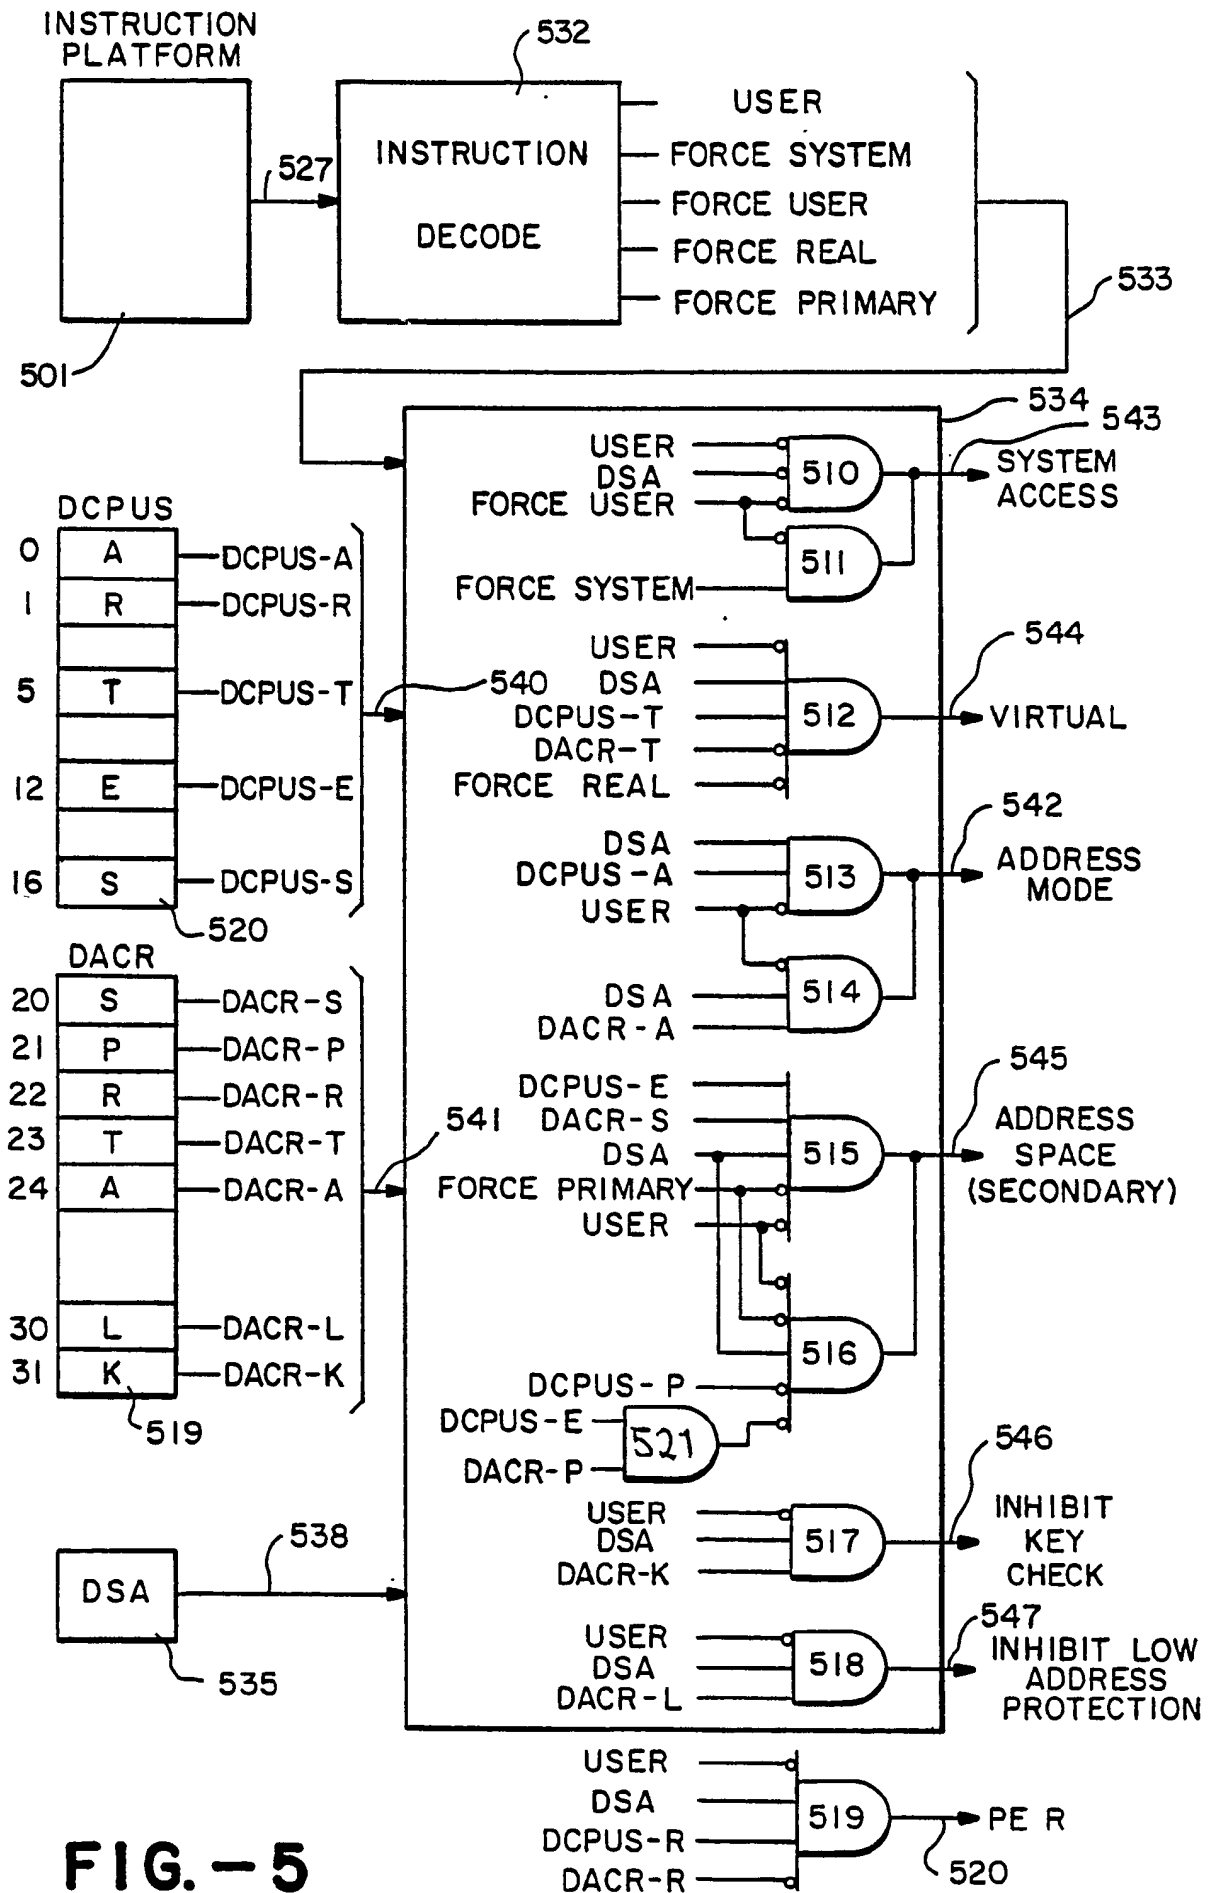 INSTRUCTION
PLATFORM
532
INSTRUCTION
DECODE
USER
FORCE SYSTEM
FORCE USER
FORCE REAL
FORCE PRIMARY
527
501
533
534
543
DCPUS
0 A DCPUS-A
1 R DCPUS-R
5 T DCPUS-T
12 E DCPUS-E
16 S DCPUS-S
520
540
DACR
20 S DACR-S
21 P DACR-P
22 R DACR-R
23 T DACR-T
24 A DACR-A
30 L DACR-L
31 K DACR-K
519
541
DSA
535
538
USER
DSA
FORCE USER
510
511
FORCE SYSTEM
SYSTEM
ACCESS
USER
DSA
DCPUS-T
DACR-T
FORCE REAL
512
544
VIRTUAL
DSA
DCPUS-A
USER
513
514
DSA
DACR-A
542
ADDRESS
MODE
DCPUS-E
DACR-S
DSA
FORCE PRIMARY
USER
515
516
DCPUS-P
DCPUS-E
521
DACR-P
545
ADDRESS
SPACE
(SECONDARY)
USER
DSA
DACR-K
517
546
INHIBIT
KEY
CHECK
USER
DSA
DACR-L
518
547
INHIBIT LOW
ADDRESS
PROTECTION
USER
DSA
DCPUS-R
DACR-R
519
520
PE R
FIG.-5